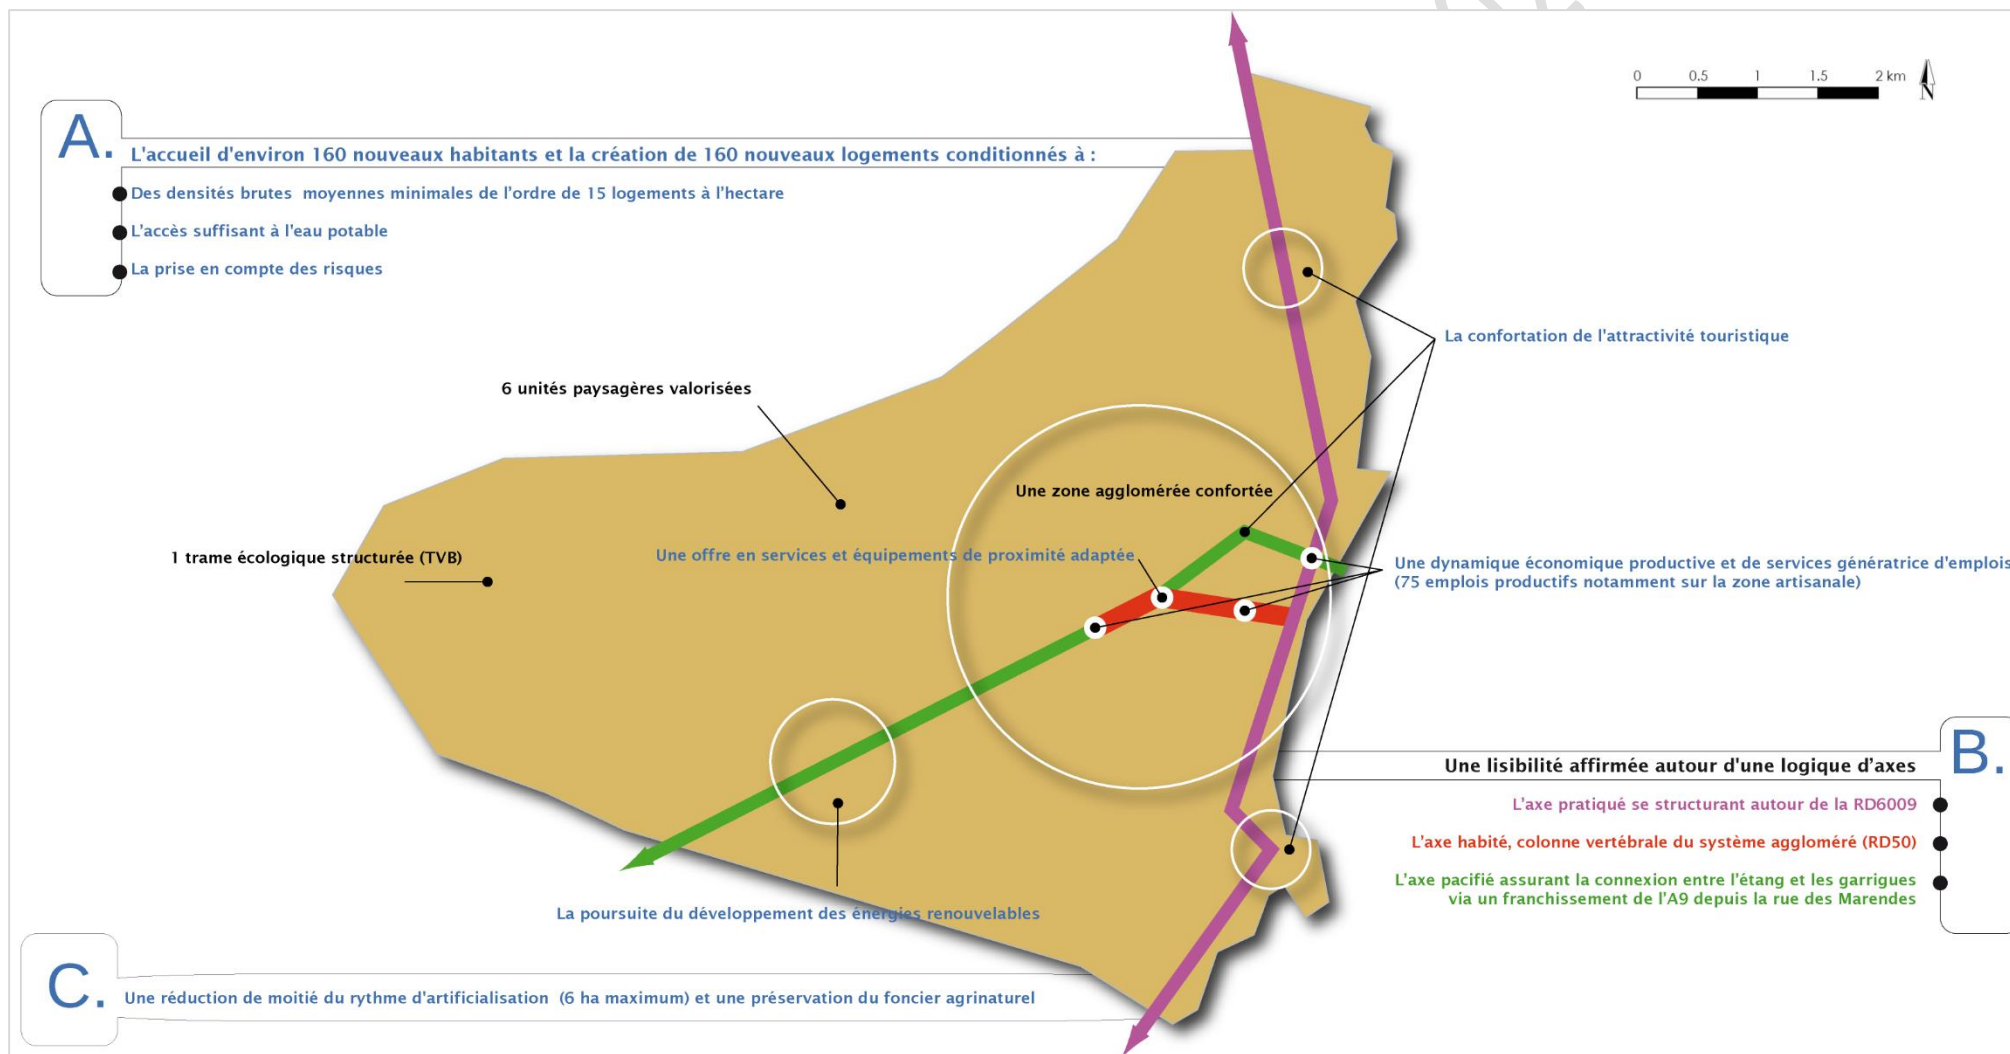 0 0.5 1 1.5 2 km
N
A.
L'accueil d'environ 160 nouveaux habitants et la création de 160 nouveaux logements conditionnés à :
Des densités brutes moyennes minimales de l'ordre de 15 logements à l'hectare
L'accès suffisant à l'eau potable
La prise en compte des risques
La confortation de l'attractivité touristique
6 unités paysagères valorisées
Une zone agglomérée confortée
1 trame écologique structurée (TVB)
Une offre en services et équipements de proximité adaptée
Une dynamique économique productive et de services génératrice d'emplois
(75 emplois productifs notamment sur la zone artisanale)
B.
Une lisibilité affirmée autour d'une logique d'axes
L'axe pratiqué se structurant autour de la RD6009
L'axe habité, colonne vertébrale du système aggloméré (RD50)
L'axe pacifié assurant la connexion entre l'étang et les garrigues
via un franchissement de l'A9 depuis la rue des Marendes
La poursuite du développement des énergies renouvelables
C.
Une réduction de moitié du rythme d'artificialisation (6 ha maximum) et une préservation du foncier agrinaturel